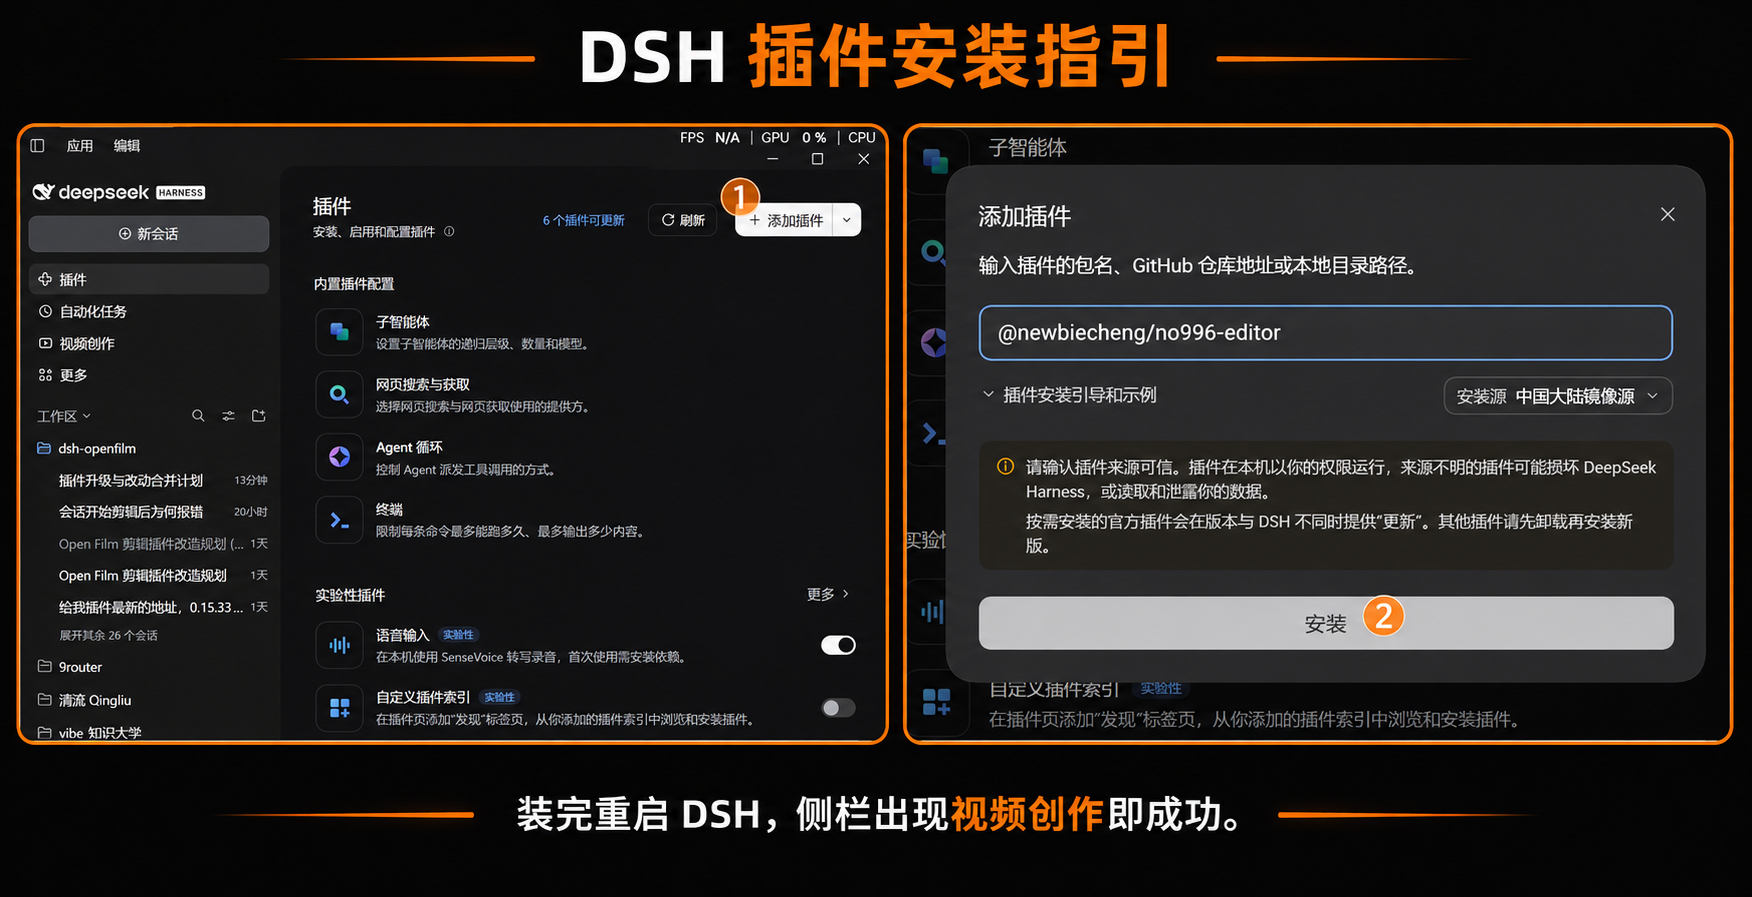 DSH 插件安装指引
应用 编辑
FPS N/A | GPU 0 % | CPU
deepseek HARNESS
新会话
插件
自动化任务
视频创作
更多
工作区
dsh-openfilm
插件升级与改动合并计划 13分钟
会话开始剪辑后方何报错 20小时
Open Film 剪辑插件改造规划 (... 1天
Open Film 剪辑插件改造规划 1天
给我插件最新的地址，0.15.33... 1天
展开其余 26 个会话
9router
清流 Qingliu
vibe 知识大学
插件
安装、启用和配置插件
6 个插件可更新
刷新
1
+ 添加插件
内置插件配置
子智能体
设置子智能体的递归层级、数量和模型。
网页搜索与获取
选择网页搜索与网页获取使用的提供方。
Agent 循环
控制 Agent 派发工具调用的方式。
终端
限制每条命令最多能跑多久、最多输出多少内容。
实验性插件 更多
语音输入 实验性
在本机使用 SenseVoice 转写录音，首次使用需安装依赖。
自定义插件索引 实验性
在插件页添加“发现”标签页，从你添加的插件索引中浏览和安装插件。
子智能体
添加插件
输入插件的包名、GitHub 仓库地址或本地目录路径。
@newbiecheng/no996-editor
插件安装引导和示例
安装源 中国大陆镜像源
请确认插件来源可信。插件在本机以你的权限运行，来源不明的插件可能损坏 DeepSeek
Harness，或读取和泄露你的数据。
按需安装的官方插件会在版本与 DSH 不同时提供“更新”。其他插件请先卸载再安装新
版。
安装 2
实验性
自定义插件索引 实验性
在插件页添加“发现”标签页，从你添加的插件索引中浏览和安装插件。
装完重启 DSH，侧栏出现视频创作即成功。